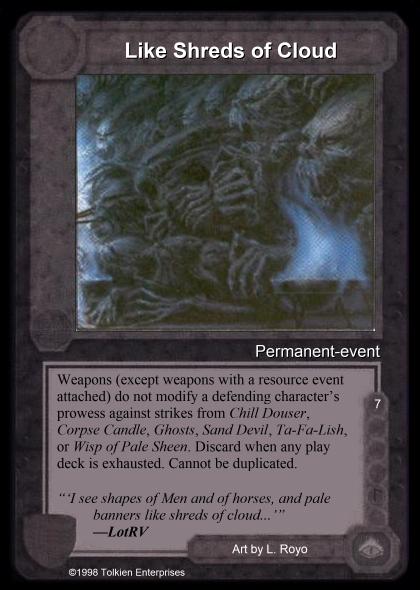 Like Shreds of Cloud
Permanent-event
Weapons (except weapons with a resource event
attached) do not modify a defending character's
prowess against strikes from Chill Douser,
Corpse Candle, Ghosts, Sand Devil, Ta-Fa-Lish,
or Wisp of Pale Sheen. Discard when any play
deck is exhausted. Cannot be duplicated.
7
“‘I see shapes of Men and of horses, and pale
banners like shreds of cloud...’”
—LotRV
Art by L. Royo
©1998 Tolkien Enterprises